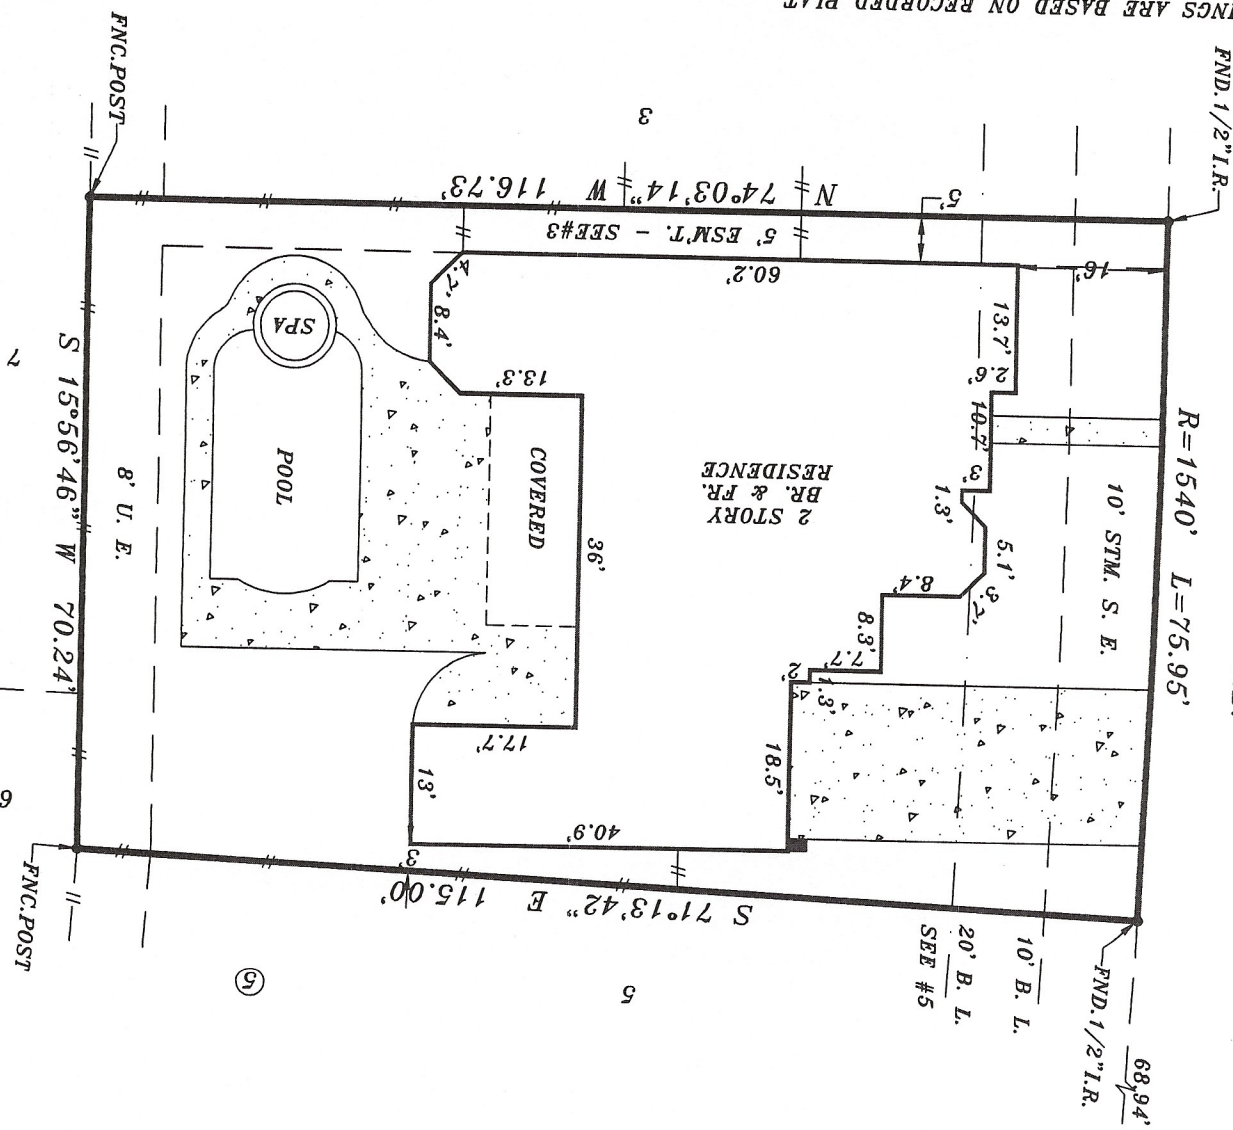 INGS ARE BASED ON RECORDED PLAT
FNC.POST
FND.1/2"I.R.
3
N 74°03'14" W 116.73'
5'
5' ESM'T. - SEE#3
16'
60.2'
4.7'
8.4'
13.7'
2.6'
SPA
13.3'
10.7'
7
S 15°56'46" W 70.24'
R=1540' L=75.95'
8' U. E.
POOL
COVERED
36'
2 STORY
BR. & FR.
RESIDENCE
3'
1.3'
5.1'
3.7'
10' STM. S. E.
8.4'
8.3'
7.7'
1.3'
2'
17.7'
18.5'
13'
40.9'
3'
S 71°13'42" E 115.00'
6
FNC.POST
5
5
20' B. L.
SEE #5
10' B. L.
FND.1/2"I.R.
68.94'